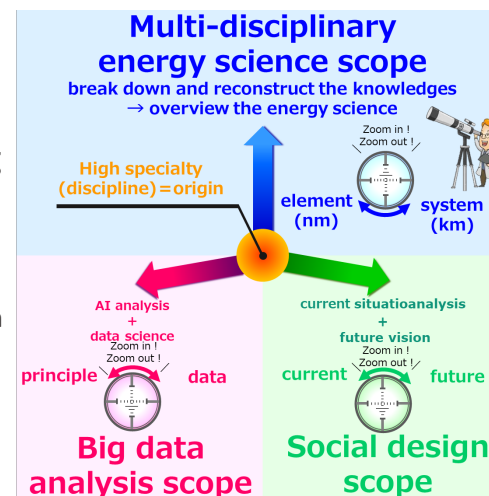 Multi-disciplinary
energy science scope
break down and reconstruct the knowledges
→ overview the energy science
Zoom in !
Zoom out !
High specialty
(discipline)=origin
element
(nm)
system
(km)
AI analysis
+
data science
Zoom in !
Zoom out !
principle
data
Big data
analysis scope
current situatioanalysis
+
future vision
Zoom in !
Zoom out !
current
future
Social design
scope